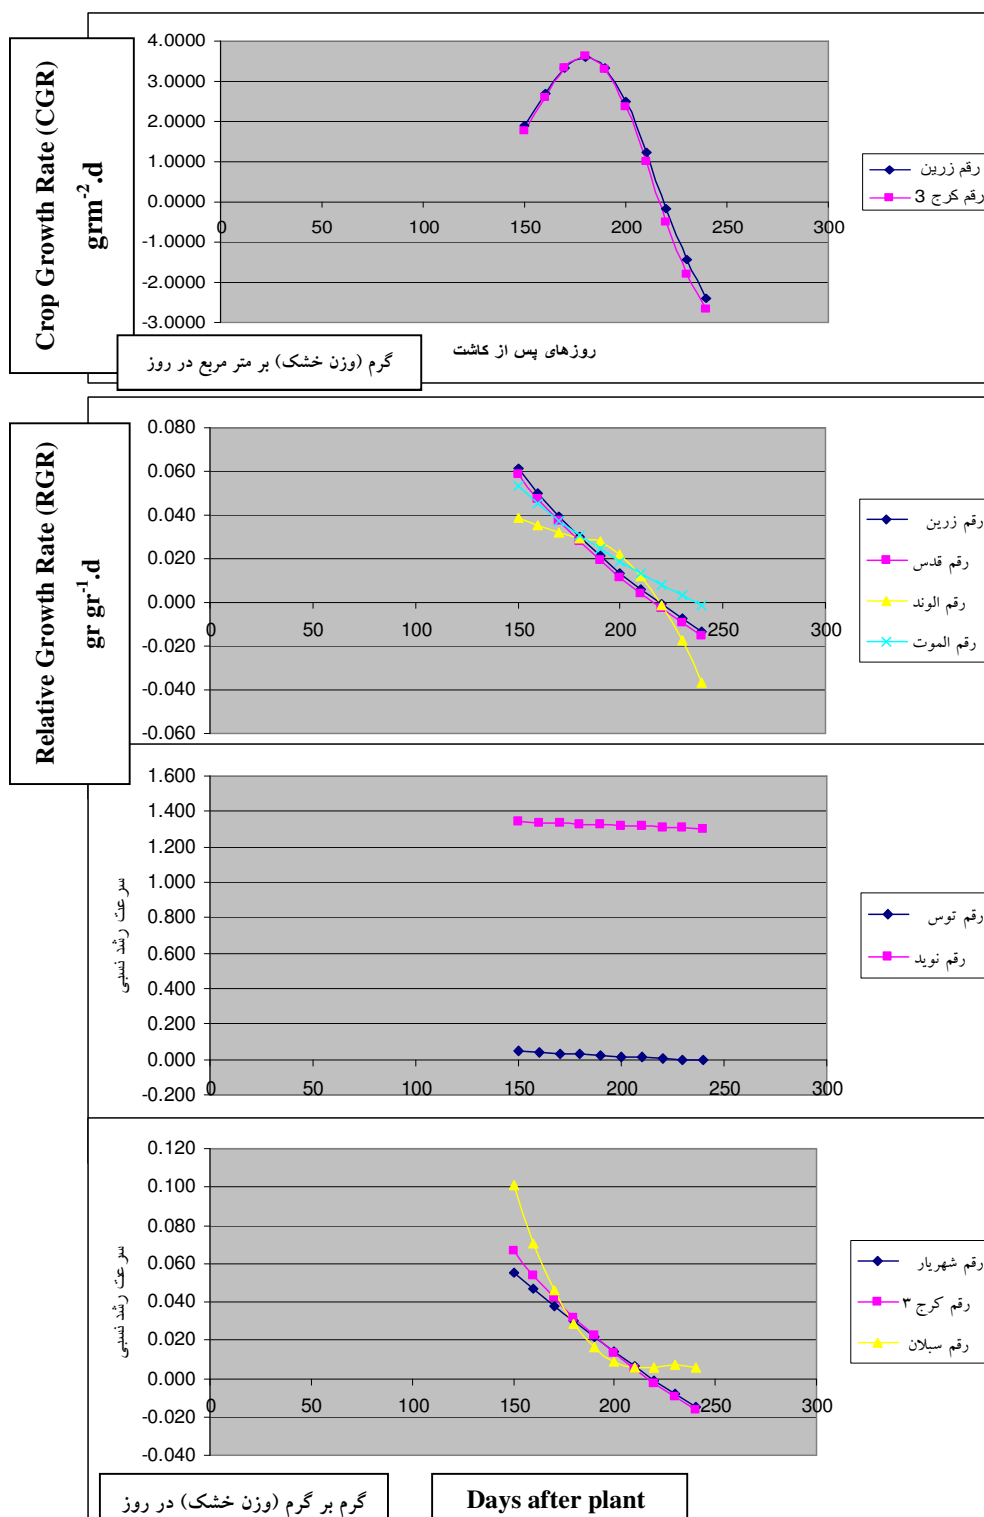 Crop Growth Rate (CGR)
grm-2.d
4.0000
3.0000
2.0000
1.0000
0.0000
-1.0000
-2.0000
-3.0000
0 50 100 150 200 250 300
رقم زرین
رقم کرج 3
روزهای پس از کاشت
گرم (وزن خشک) بر متر مربع در روز
Relative Growth Rate (RGR)
gr gr-1.d
0.080
0.060
0.040
0.020
0.000
-0.020
-0.040
-0.060
0 50 100 150 200 250 300
رقم زرین
رقم قدس
رقم الوند
رقم الموت
سرعت رشد نسبی
1.600
1.400
1.200
1.000
0.800
0.600
0.400
0.200
0.000
-0.200
0 50 100 150 200 250 300
رقم توس
رقم نوید
سرعت رشد نسبی
0.120
0.100
0.080
0.060
0.040
0.020
0.000
-0.020
-0.040
0 50 100 150 200 250 300
رقم شهریار
رقم کرج ۳
رقم سبلان
گرم بر گرم (وزن خشک) در روز
Days after plant